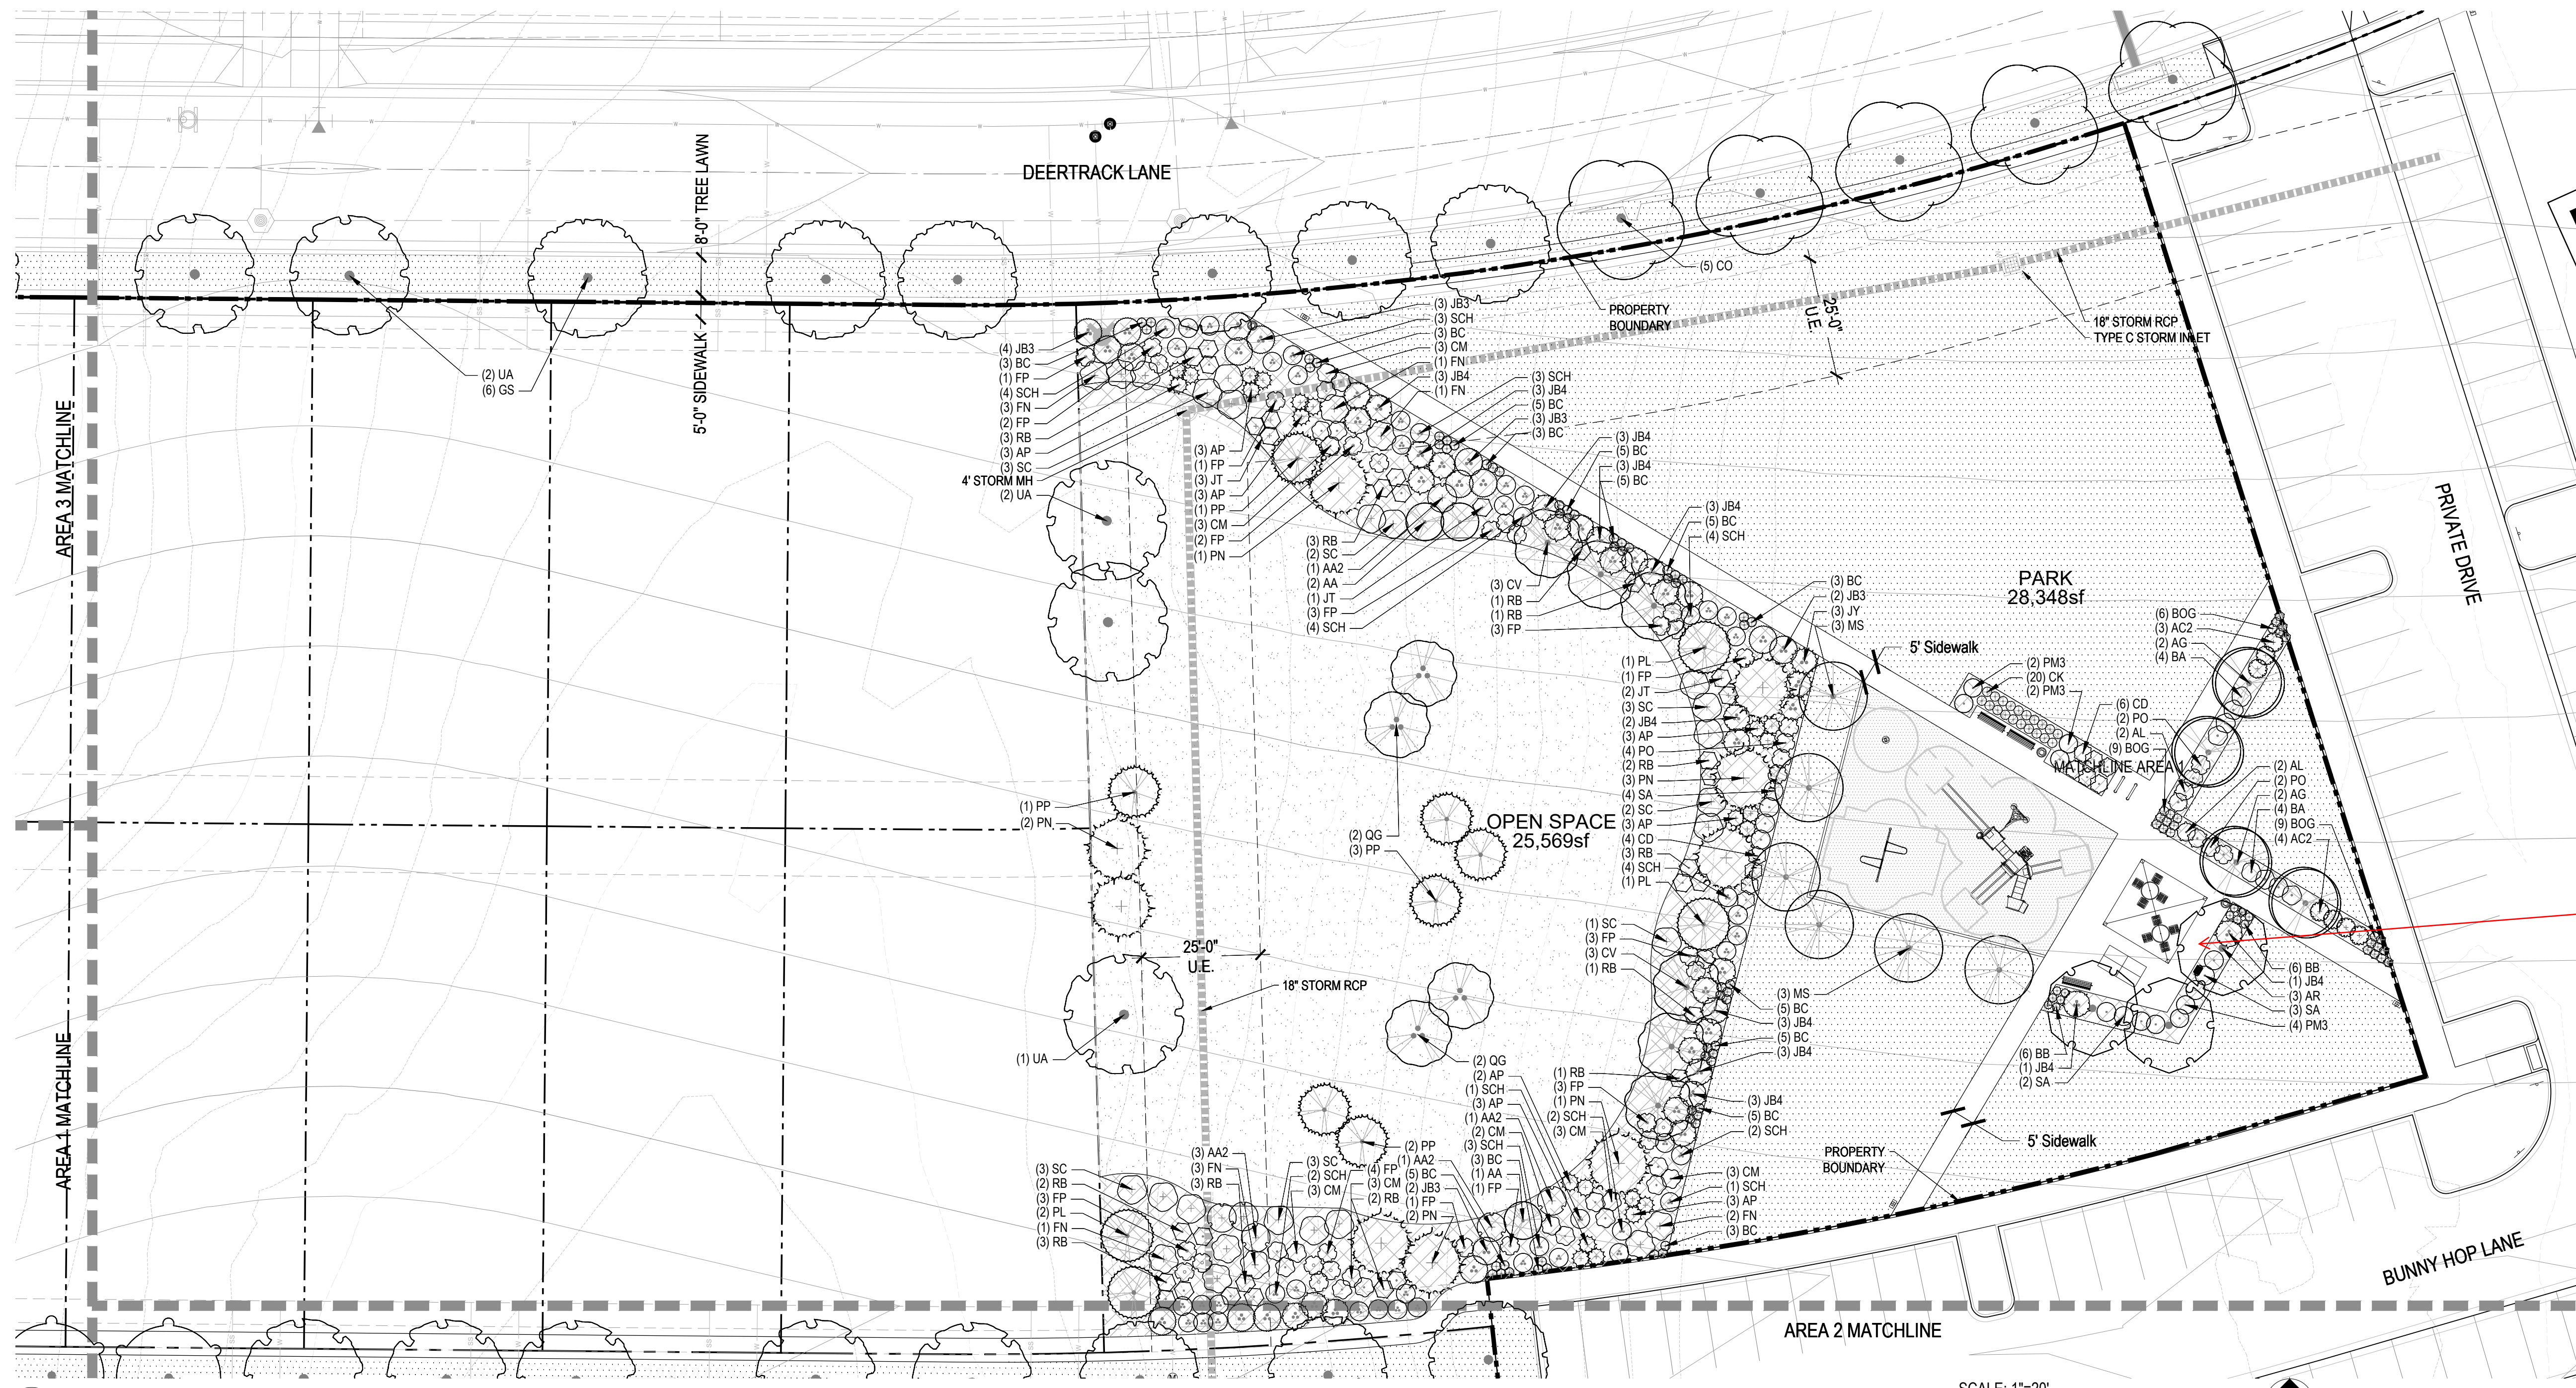 DEERTRACK LANE
8'-0" TREE LAWN
5'-0" SIDEWALK
AREA 3 MATCHLINE
AREA 1 MATCHLINE
(2) UA
(6) GS
(5) CO
PROPERTY
BOUNDARY
25'-0"
U.E.
18" STORM RCP
TYPE C STORM INLET
(4) JB3
(3) BC
(1) FP
(4) SCH
(3) FN
(2) FP
(3) RB
(3) AP
(3) SC
4' STORM MH
(2) UA
(3) JB3
(3) SCH
(3) BC
(3) CM
(1) FN
(3) JB4
(1) FN
(3) SCH
(3) JB4
(5) BC
(3) JB3
(3) BC
(3) JB4
(5) BC
(3) JB4
(5) BC
(3) JB4
(5) BC
(4) SCH
(3) AP
(1) FP
(3) JT
(3) AP
(1) PP
(3) CM
(2) FP
(1) PN
(3) RB
(2) SC
(1) AA2
(2) AA
(1) JT
(3) FP
(4) SCH
(3) CV
(1) RB
(1) RB
(3) FP
(3) BC
(2) JB3
(3) JY
(3) MS
5' Sidewalk
PARK
28,348sf
PRIVATE DRIVE
(6) BOG
(3) AC2
(2) AG
(4) BA
(2) PM3
(20) CK
(2) PM3
(6) CD
(2) PO
(2) AL
(9) BOG
MATCHLINE AREA 1
(2) AL
(2) PO
(2) AG
(4) BA
(9) BOG
(4) AC2
(1) PL
(1) FP
(2) JT
(3) SC
(2) JB4
(3) AP
(4) PO
(2) RB
(3) PN
(4) SA
(2) SC
(3) AP
(4) CD
(3) RB
(4) SCH
(1) PL
(1) PP
(2) PN
(2) QG
(3) PP
OPEN SPACE
25,569sf
(1) SC
(3) FP
(3) CV
(1) RB
(3) MS
(5) BC
(3) JB4
(5) BC
(3) JB4
25'-0"
U.E.
18" STORM RCP
(1) UA
(6) BB
(1) JB4
(3) AR
(3) SA
(4) PM3
(6) BB
(1) JB4
(2) SA
(2) QG
(2) AP
(1) SCH
(3) AP
(1) AA2
(2) CM
(3) SCH
(3) BC
(1) AA
(1) FP
(1) RB
(3) FP
(1) PN
(2) SCH
(3) CM
(3) JB4
(5) BC
(2) SCH
5' Sidewalk
PROPERTY
BOUNDARY
(3) SC
(2) RB
(3) FP
(2) PL
(1) FN
(3) RB
(3) AA2
(3) FN
(3) RB
(3) SC
(2) SCH
(3) CM
(4) FP
(3) CM
(2) RB
(2) PP
(1) AA2
(5) BC
(2) JB3
(1) FP
(2) PN
(3) CM
(1) SCH
(3) AP
(2) FN
(3) BC
BUNNY HOP LANE
AREA 2 MATCHLINE
SCALE: 1"=20'